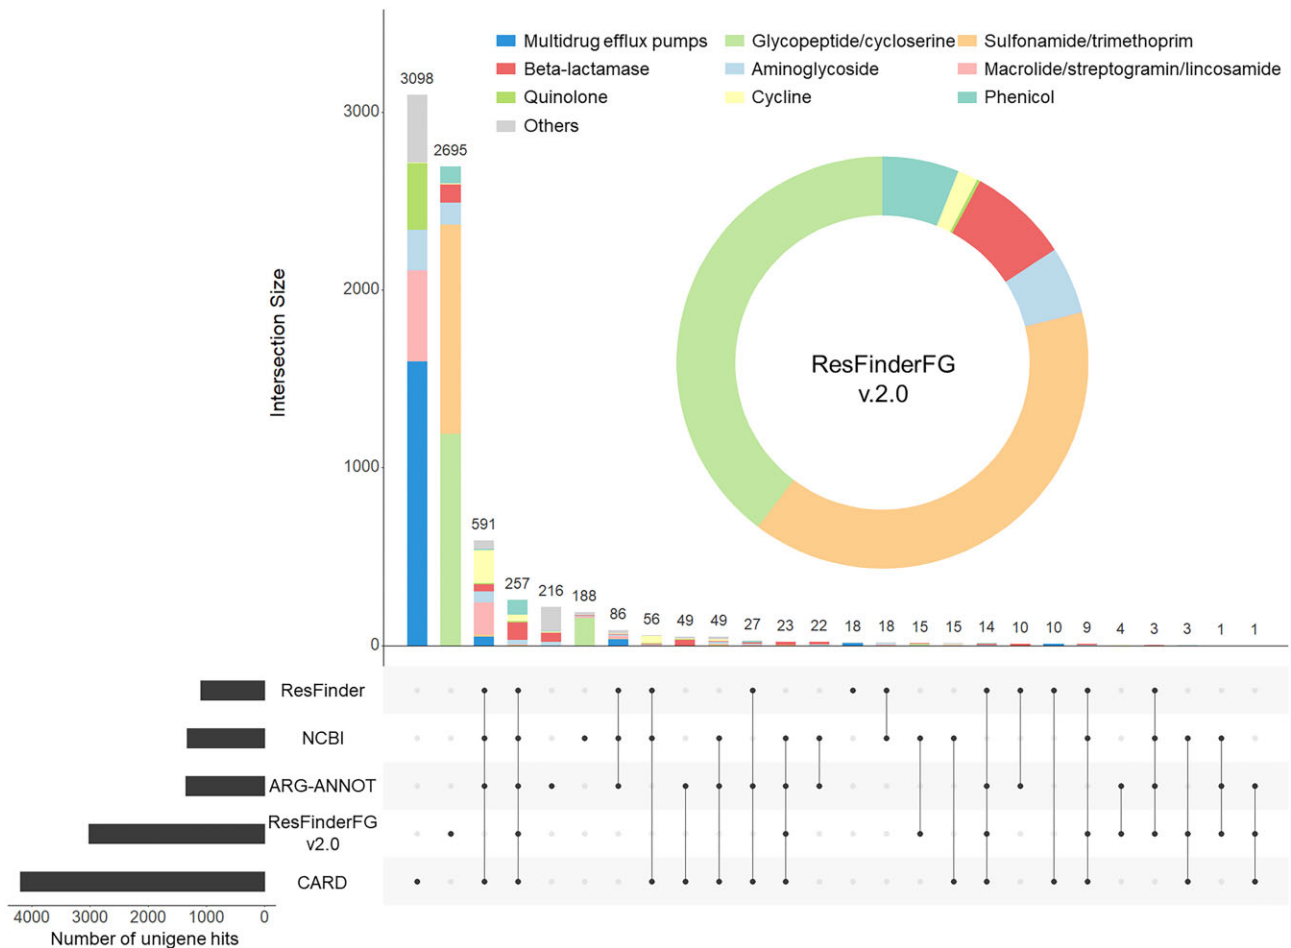 Multidrug efflux pumps
Glycopeptide/cycloserine
Sulfonamide/trimethoprim
Beta-lactamase
Aminoglycoside
Macrolide/streptogramin/lincosamide
Quinolone
Cycline
Phenicol
Others
Intersection Size
3000
2000
1000
0
3098
2695
591
257
216
188
86
56
49
49
27
23
22
18
18
15
15
14
10
10
9
4
3
3
1
1
ResFinderFG
v.2.0
ResFinder
NCBI
ARG-ANNOT
ResFinderFG
v2.0
CARD
4000 3000 2000 1000 0
Number of unigene hits